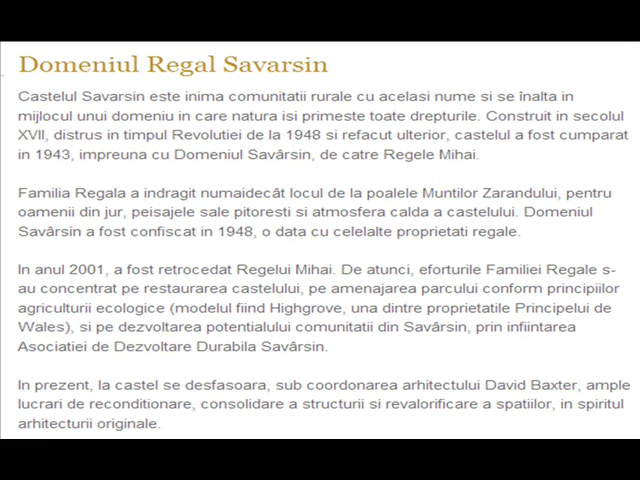 Domeniul Regal Savarsin
Castelul Savarsin este inima comunitatii rurale cu acelasi nume si se înalta in
mijlocul unui domeniu in care natura isi primeste toate drepturile. Construit in secolul
XVII, distrus in timpul Revolutiei de la 1948 si refacut ulterior, castelul a fost cumparat
in 1943, impreuna cu Domeniul Savârsin, de catre Regele Mihai.
Familia Regala a indragit numaidecât locul de la poalele Muntilor Zarandului, pentru
oamenii din jur, peisajele sale pitoresti si atmosfera calda a castelului. Domeniul
Savârsin a fost confiscat in 1948, o data cu celelalte proprietati regale.
In anul 2001, a fost retrocedat Regelui Mihai. De atunci, eforturile Familiei Regale s-
au concentrat pe restaurarea castelului, pe amenajarea parcului conform principiilor
agriculturii ecologice (modelul fiind Highgrove, una dintre proprietatile Principelui de
Wales), si pe dezvoltarea potentialului comunitatii din Savârsin, prin infiintarea
Asociatiei de Dezvoltare Durabila Savârsin.
In prezent, la castel se desfasoara, sub coordonarea arhitectului David Baxter, ample
lucrari de reconditionare, consolidare a structurii si revalorificare a spatiilor, in spiritul
arhitecturii originale.